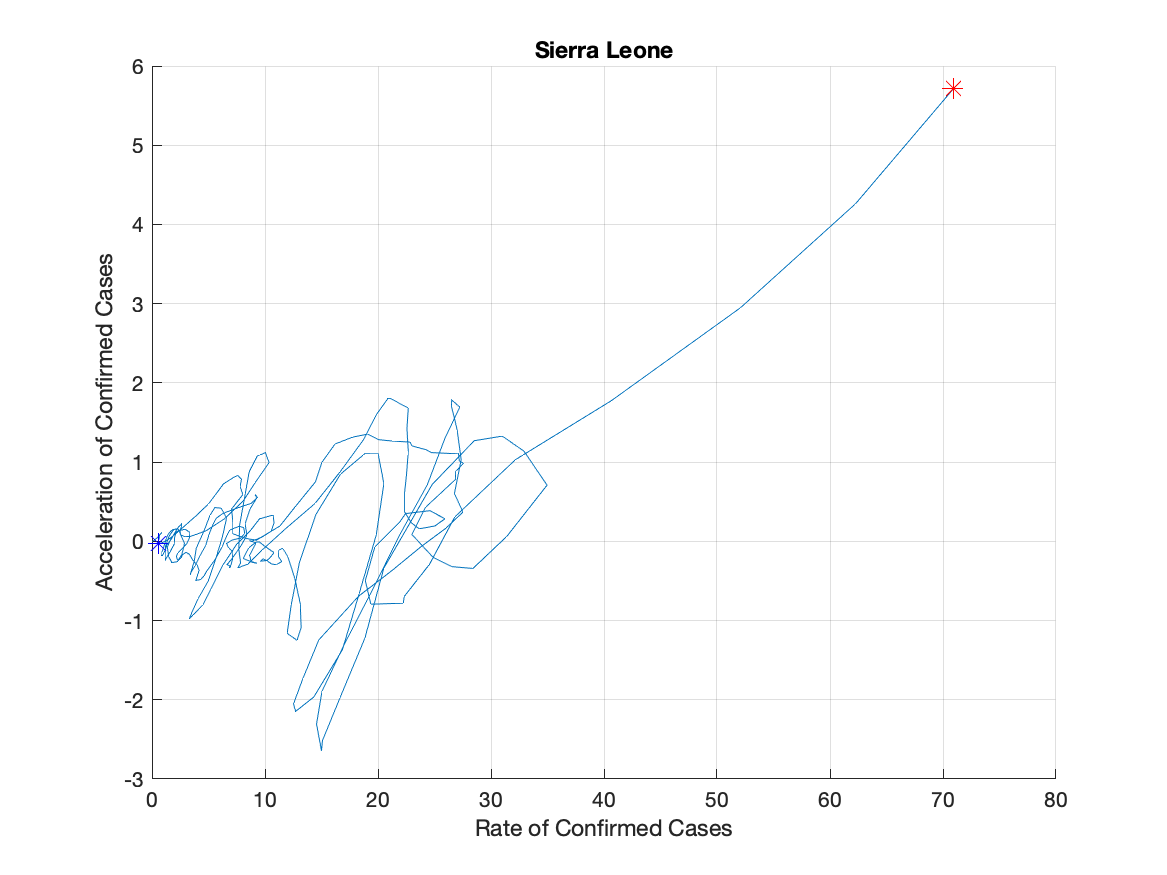 Sierra Leone
6
5
4
3
2
1
0
-1
-2
-3
Acceleration of Confirmed Cases
0 10 20 30 40 50 60 70 80
Rate of Confirmed Cases